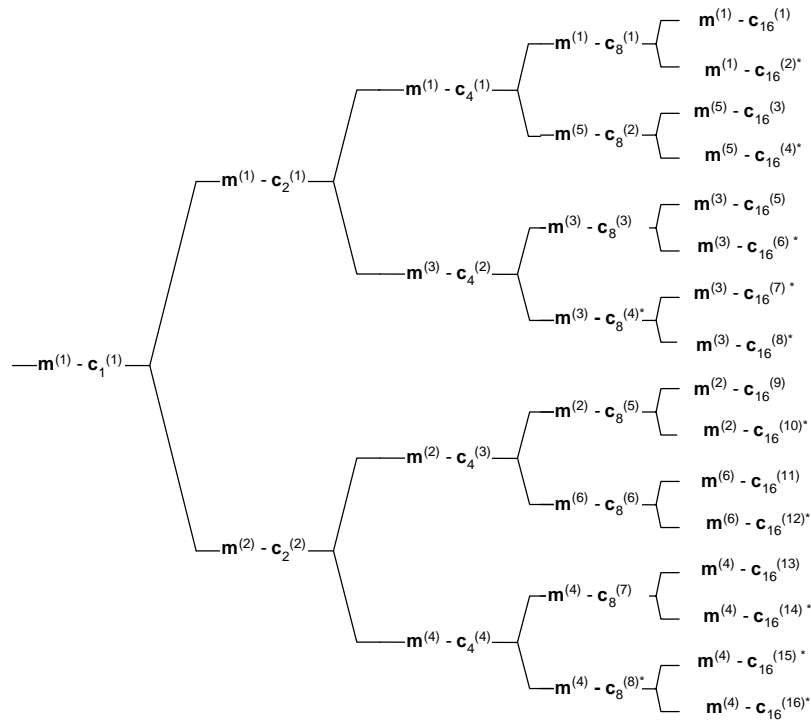 m(1) - c16(1)
m(1) - c8(1)
m(1) - c16(2)*
m(1) - c4(1)
m(5) - c16(3)
m(5) - c8(2)
m(5) - c16(4)*
m(1) - c2(1)
m(3) - c16(5)
m(3) - c8(3)
m(3) - c16(6) *
m(3) - c4(2)
m(3) - c16(7) *
m(3) - c8(4)*
m(3) - c16(8)*
m(1) - c1(1)
m(2) - c16(9)
m(2) - c8(5)
m(2) - c16(10)*
m(2) - c4(3)
m(6) - c16(11)
m(6) - c8(6)
m(6) - c16(12)*
m(2) - c2(2)
m(4) - c16(13)
m(4) - c8(7)
m(4) - c16(14) *
m(4) - c4(4)
m(4) - c16(15) *
m(4) - c8(8)*
m(4) - c16(16)*